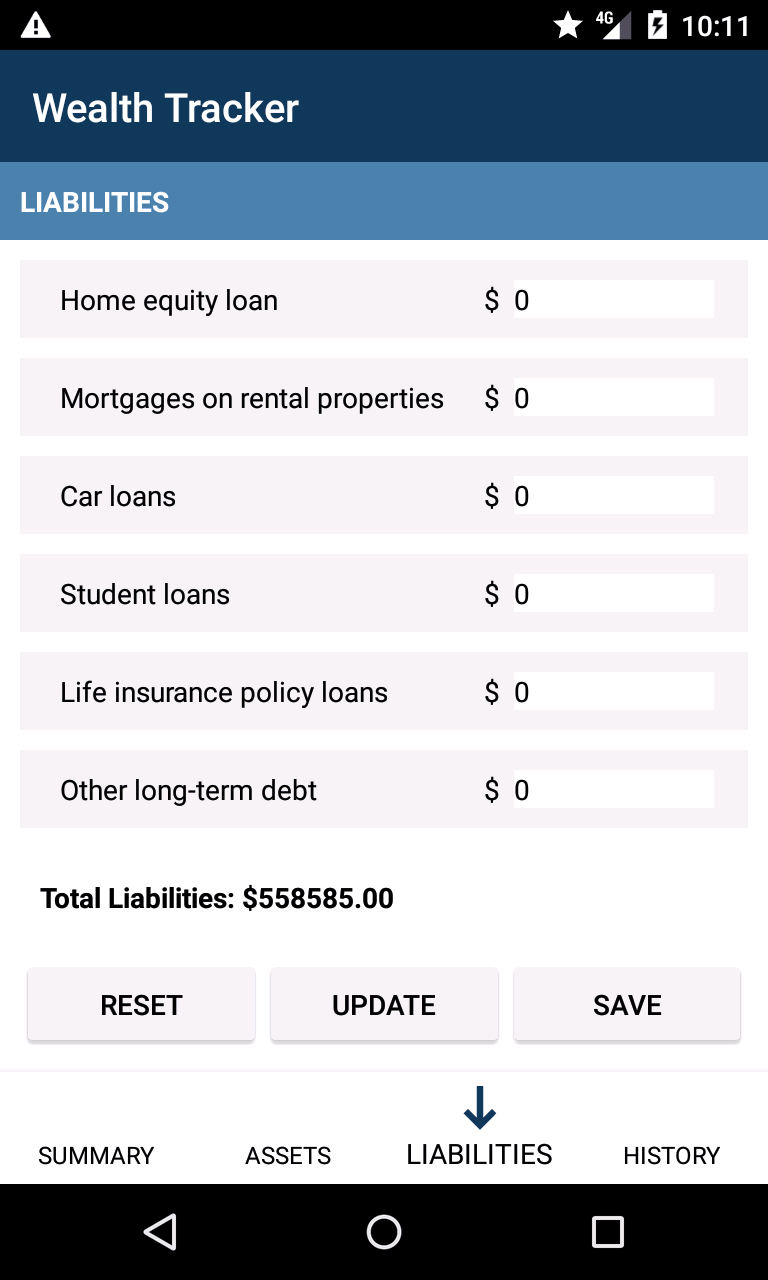 4G 10:11
Wealth Tracker
LIABILITIES
Home equity loan $ 0
Mortgages on rental properties $ 0
Car loans $ 0
Student loans $ 0
Life insurance policy loans $ 0
Other long-term debt $ 0
Total Liabilities: $558585.00
RESET UPDATE SAVE
SUMMARY ASSETS LIABILITIES HISTORY